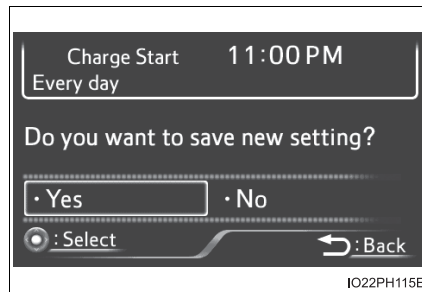 Charge Start 11:00 PM
Every day
Do you want to save new setting?
・Yes ・No
: Select : Back
IO22PH115E